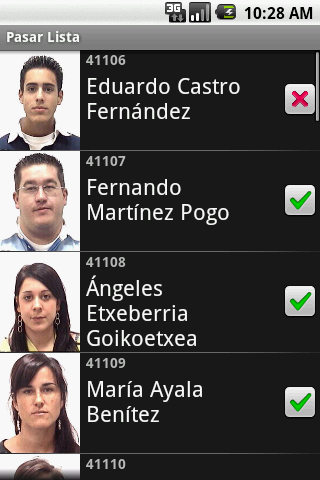 3G
10:28 AM
Pasar Lista
41106
Eduardo Castro
Fernández
41107
Fernando
Martínez Pogo
41108
Ángeles
Etxeberria
Goikoetxea
41109
María Ayala
Benítez
41110